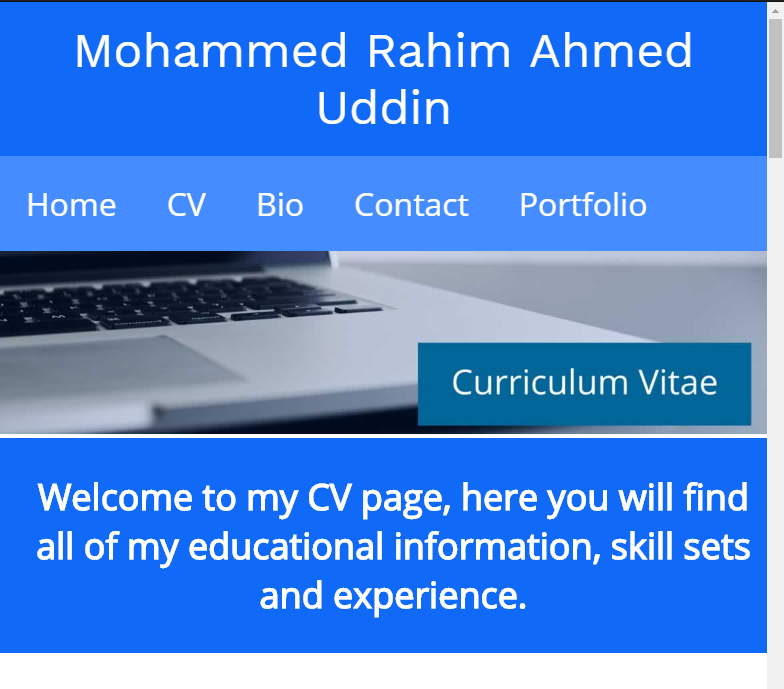 Mohammed Rahim Ahmed
Uddin
Home CV Bio Contact Portfolio
Curriculum Vitae
Welcome to my CV page, here you will find
all of my educational information, skill sets
and experience.